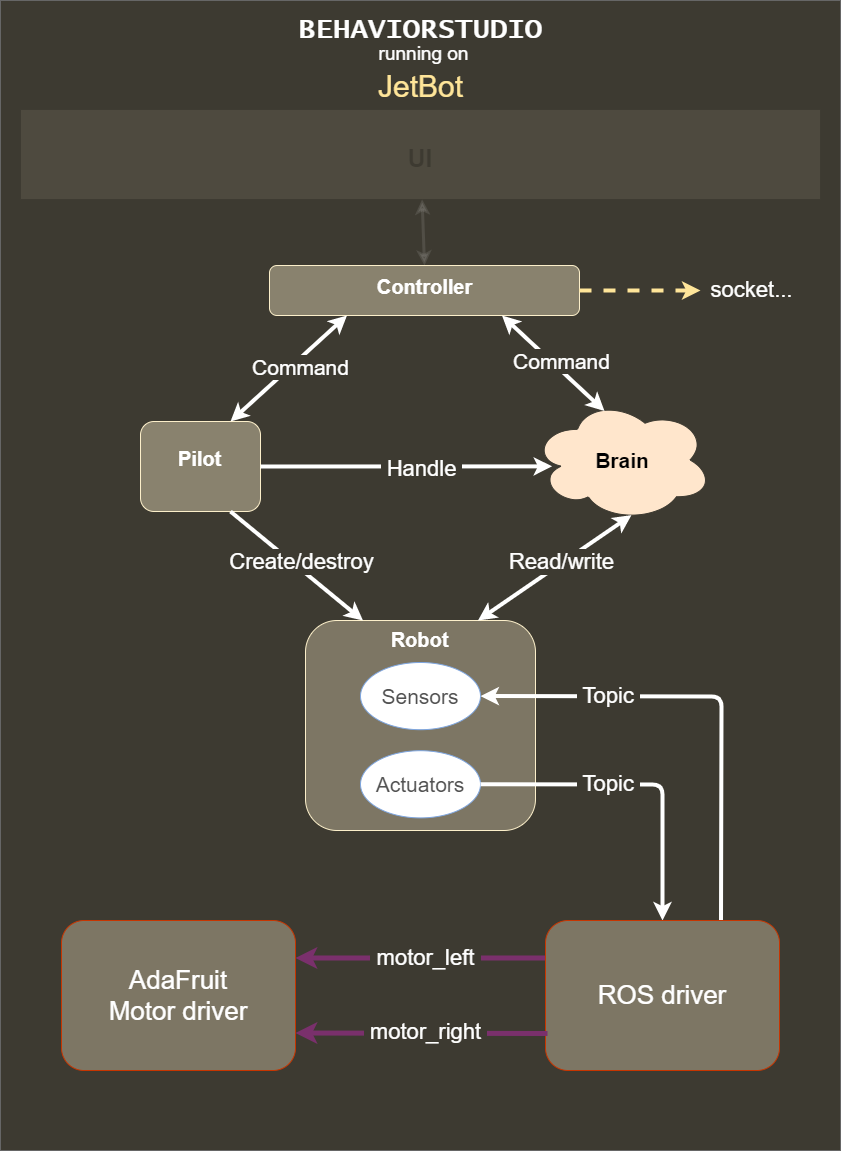 BEHAVIORSTUDIO
running on
JetBot
UI
Controller
socket...
Command
Command
Pilot
Handle
Brain
Create/destroy
Read/write
Robot
Sensors
Topic
Actuators
Topic
AdaFruit
Motor driver
motor_left
motor_right
ROS driver